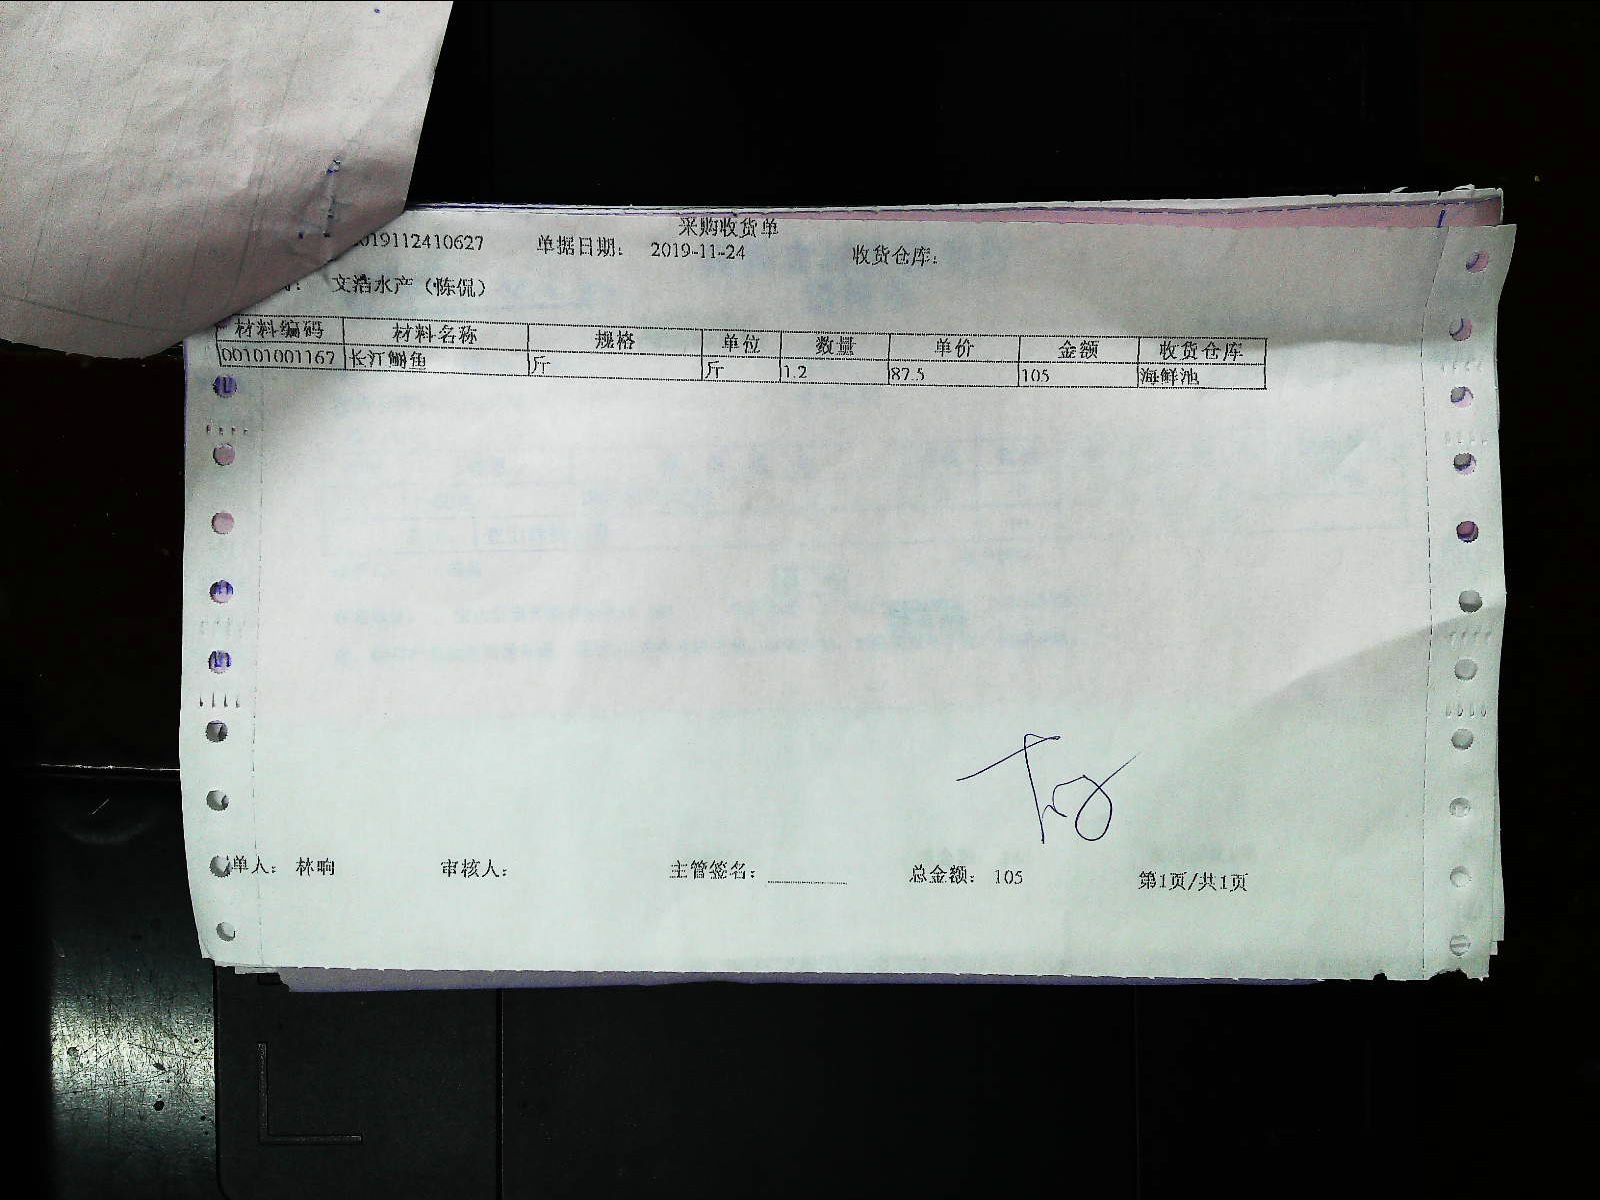 采购收货单
019112410627 单据日期: 2019-11-24 收货仓库:
文浩水产(陈侃)
材料编码 材料名称 规格 单位 数量 单价 金额 收货仓库
00101001167 长江鮰鱼 斤 斤 1.2 87.5 105 海鲜池
单人: 林响 审核人: 主管签名: 总金额: 105 第1页/共1页